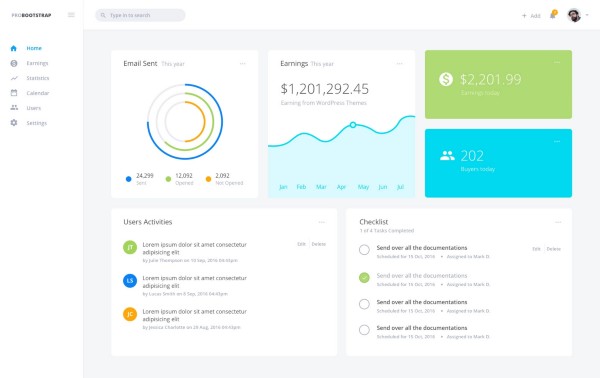 PROBOOTSTRAP
Type in to search
+ Add
Home
Earnings
Statistics
Calendar
Users
Settings
Email Sent This year
24,299
Sent
12,092
Opened
2,092
Not Opened
Earnings This year
$1,201,292.45
Earning from WordPress Themes
Jan Feb Mar Apr May Jun Jul
$2,201.99
Earnings today
202
Buyers today
Users Activities
JT
Lorem ipsum dolor sit amet consectetur
adipisicing elit
by Jane Thompson on 10 Sep, 2016 04:45pm
Edit Delete
LS
Lorem ipsum dolor sit amet consectetur
adipisicing elit
by Lucas Smith on 8 Sep, 2016 04:45pm
JC
Lorem ipsum dolor sit amet consectetur
adipisicing elit
by Jessica Charlotte on 28 Aug, 2016 04:45pm
Checklist
1 of 4 Tasks Completed
Send over all the documentations
Scheduled for 15 Oct, 2016 • Assigned to Mark D.
Edit Delete
Send over all the documentations
Scheduled for 15 Oct, 2016 • Assigned to Mark D.
Send over all the documentations
Scheduled for 15 Oct, 2016 • Assigned to Mark D.
Send over all the documentations
Scheduled for 15 Oct, 2016 • Assigned to Mark D.